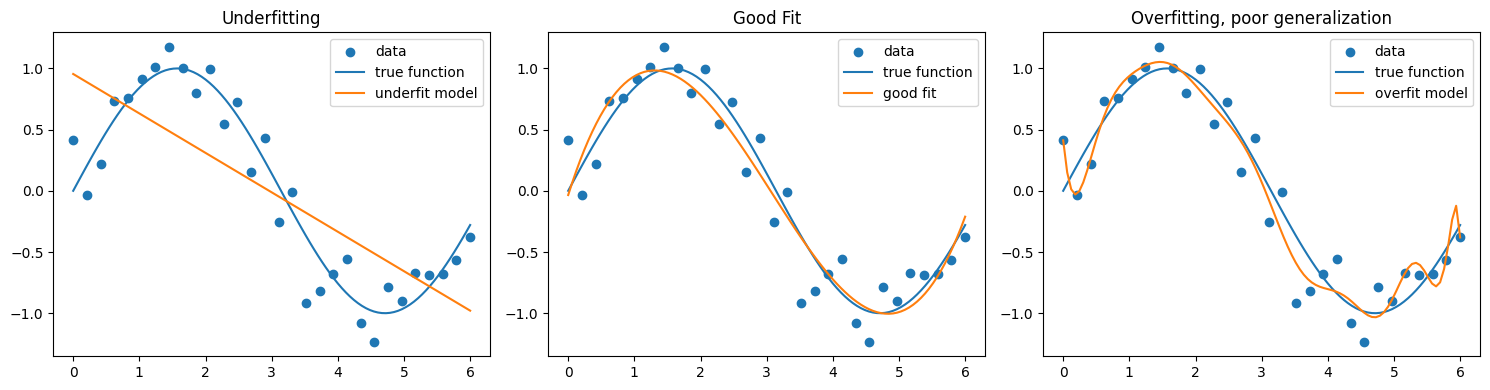 Underfitting
data
true function
underfit model
1.0
0.5
0.0
−0.5
−1.0
0 1 2 3 4 5 6
Good Fit
data
true function
good fit
1.0
0.5
0.0
−0.5
−1.0
0 1 2 3 4 5 6
Overfitting, poor generalization
data
true function
overfit model
1.0
0.5
0.0
−0.5
−1.0
0 1 2 3 4 5 6